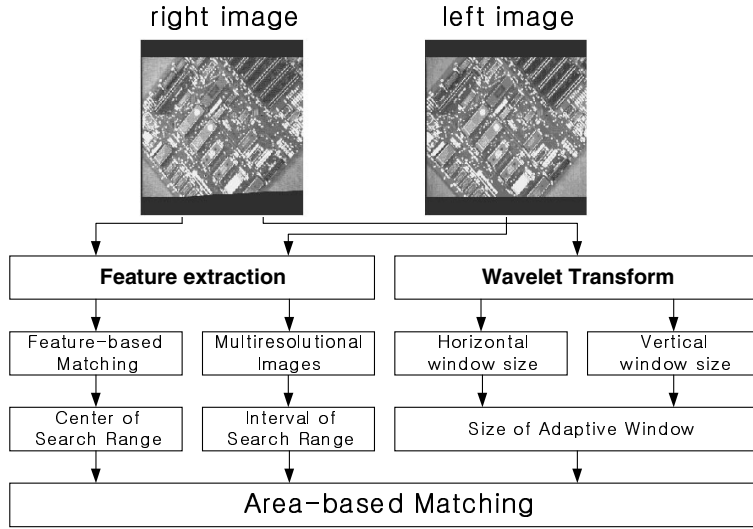 right image
left image
Feature extraction
Wavelet Transform
Feature-based
Matching
Multiresolutional
Images
Horizontal
window size
Vertical
window size
Center of
Search Range
Interval of
Search Range
Size of Adaptive Window
Area-based Matching